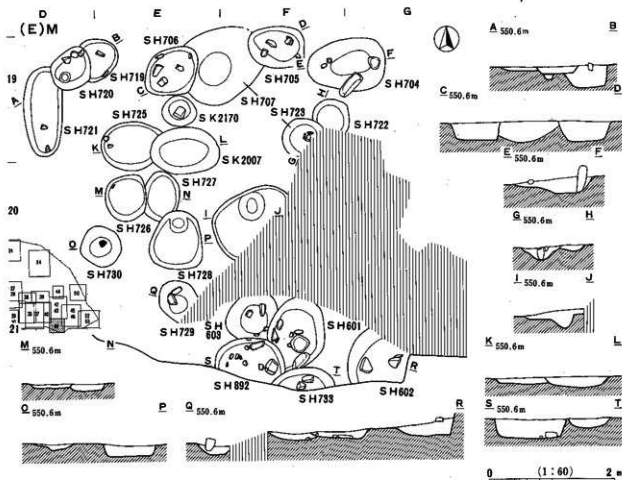 D E F G
(E)M
19
20
21
SH706
D
B
SH719
SH720
A
SH721
A
C
E
SH705
F
SH704
H
SH707
SH725
SK2170
SH723
SH722
K
L
G
SK2007
SH727
M
N
SH726
I
J
P
O
SH730
SH728
Q
SH729
SH603
SH601
S
SH892
T
SH733
R
SH602
A 550.6m B
C 550.6m D
E 550.6m F
G 550.6m H
I 550.6m J
K 550.6m L
M 550.6m N
O 550.6m P
Q 550.6m R
S 550.6m T
0 (1:60) 2m